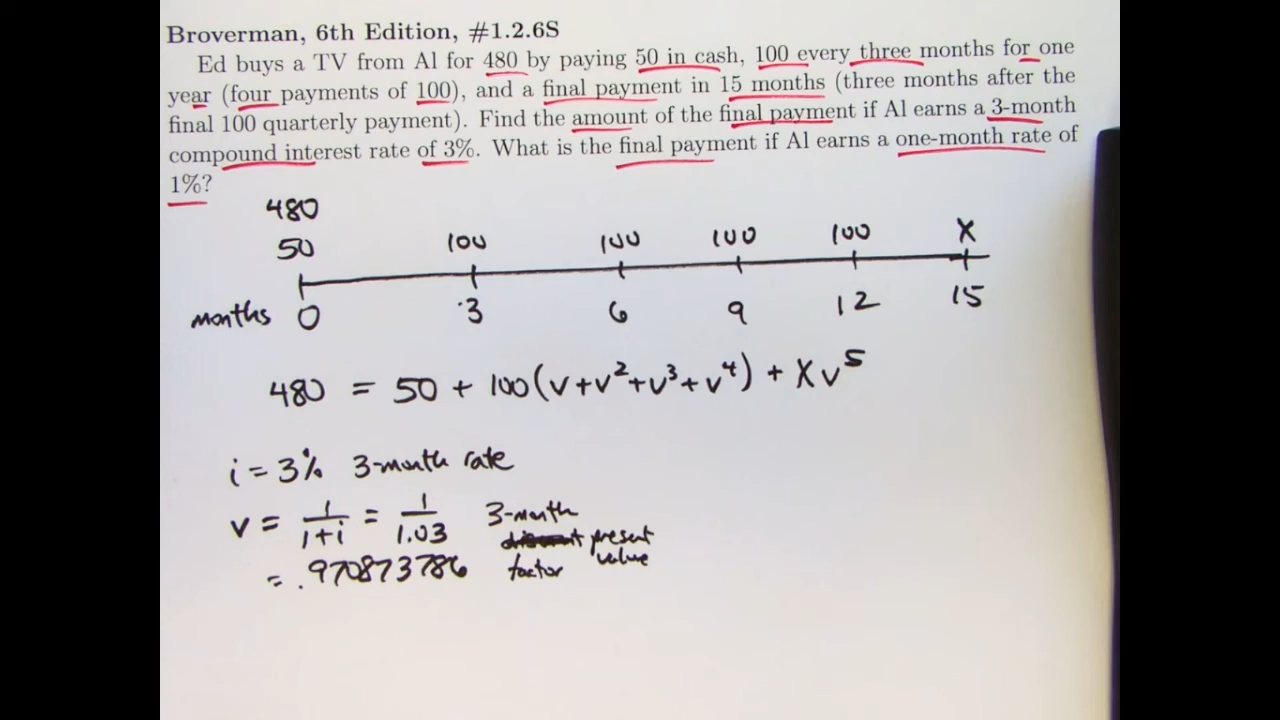 Broverman, 6th Edition, #1.2.6S
Ed buys a TV from Al for 480 by paying 50 in cash, 100 every three months for one
year (four payments of 100), and a final payment in 15 months (three months after the
final 100 quarterly payment). Find the amount of the final payment if Al earns a 3-month
compound interest rate of 3%. What is the final payment if Al earns a one-month rate of
1%?
480
50 100 100 100 100 X
months 0 3 6 9 12 15
480 = 50 + 100(v+v²+v³+v⁴) + Xv⁵
i = 3% 3-month rate
v = 1/1+i = 1/1.03 3-month
present
= .970873786 factor value